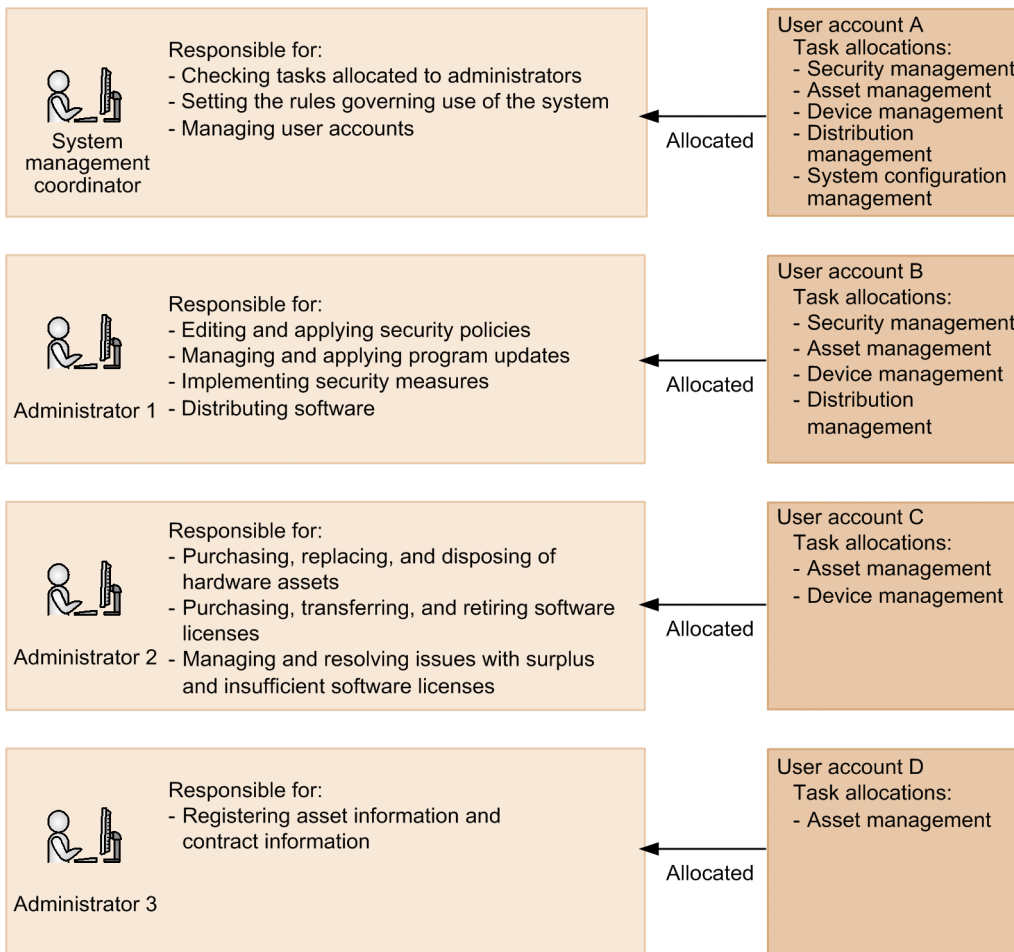 Responsible for:
- Checking tasks allocated to administrators
- Setting the rules governing use of the system
- Managing user accounts
System
management
coordinator
Allocated
User account A
Task allocations:
- Security management
- Asset management
- Device management
- Distribution
management
- System configuration
management
Responsible for:
- Editing and applying security policies
- Managing and applying program updates
- Implementing security measures
- Distributing software
Administrator 1
Allocated
User account B
Task allocations:
- Security management
- Asset management
- Device management
- Distribution
management
Responsible for:
- Purchasing, replacing, and disposing of
hardware assets
- Purchasing, transferring, and retiring software
licenses
- Managing and resolving issues with surplus
and insufficient software licenses
Administrator 2
Allocated
User account C
Task allocations:
- Asset management
- Device management
Responsible for:
- Registering asset information and
contract information
Administrator 3
Allocated
User account D
Task allocations:
- Asset management